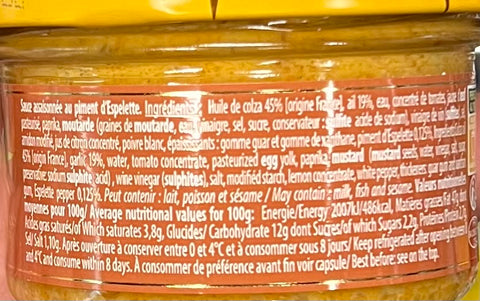 Sauce assaisonnée au piment d'Espelette. Ingrédients: Huile de colza 45% (origine France), ail 19%, eau, concentré de tomates, jaune d'
pasteurisé, paprika, moutarde (graines de moutarde, eau, vinaigre, sel, sucre, conservateur: sulfite acide de sodium), vinaigre de vin
amidon modifié, jus de citron concentré, poivre blanc, épaississants: gomme guar et gomme de xanthane, piment d'Espelette 0,125%.
45% (origin France), garlic 19%, water, tomato concentrate, pasteurized egg yolk, paprika, mustard (mustard seeds, water, vinegar, salt,
preservative: sodium sulphite acid), wine vinegar (sulphites), salt, modified starch, lemon concentrate, white pepper, thickeners, guar gum and
gum, Espelette pepper 0,125%. Peut contenir: lait, poisson et sésame / May contain: milk, fish and sesame. Valeurs
moyennes pour 100g/ Average nutritional values for 100g: Energie/Energy 2007kJ/486kcal, Matières grasses/Fat
Acides gras saturés/of Which saturates 3,8g, Glucides/ Carbohydrate 12g dont Sucres/of which Sugars 2,2g, Protéines
Sel/ Salt 1,10g. Après ouverture à conserver entre 0 et 4°C et à consommer sous 8 jours/ Keep refrigerated after opening
and 4°C and consume within 8 days. A consommer de préférence avant fin voir capsule/ Best before: see on the top.